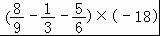 (8/9 - 1/3 - 5/6) × (-18)